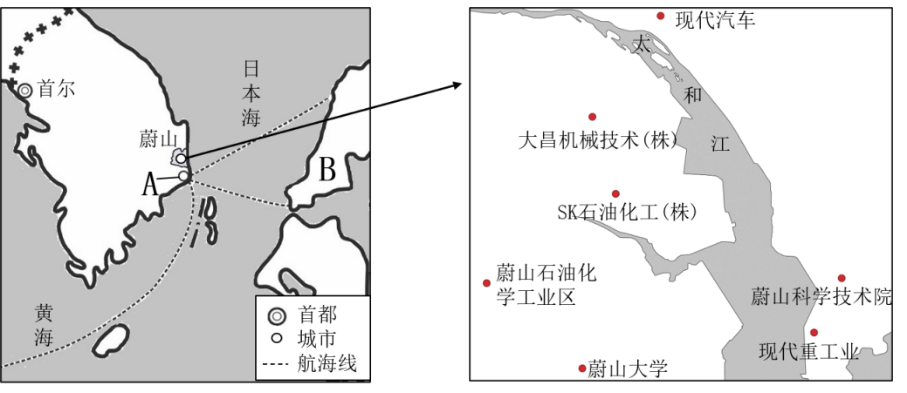 首尔
日
本
海
蔚山
A
B
黄
海
首都
城市
航海线
现代汽车
太
和
江
大昌机械技术(株)
SK石油化工(株)
蔚山石油化
学工业区
蔚山科学技术院
现代重工业
蔚山大学